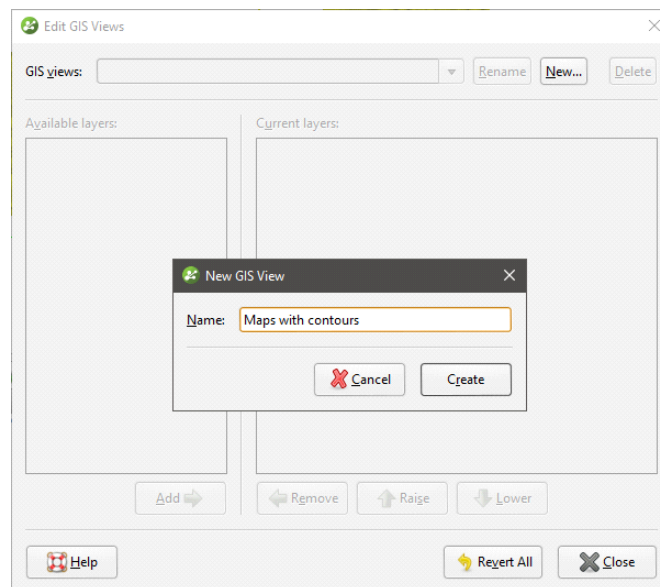 Edit GIS Views
GIS views: Rename New... Delete
Available layers: Current layers:
New GIS View
Name: Maps with contours
Cancel Create
Add Remove Raise Lower
Help Revert All Close